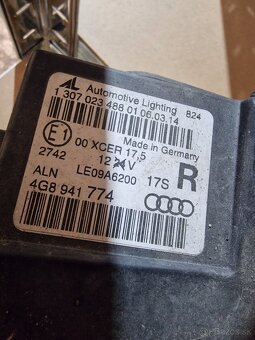 AL Automotive Lighting 824
1 307 023 488 01 06.03.14
Made in Germany
E1 00 XCER 17,5
2742 12 V
ALN LE09A6200 17S R
4G8 941 774